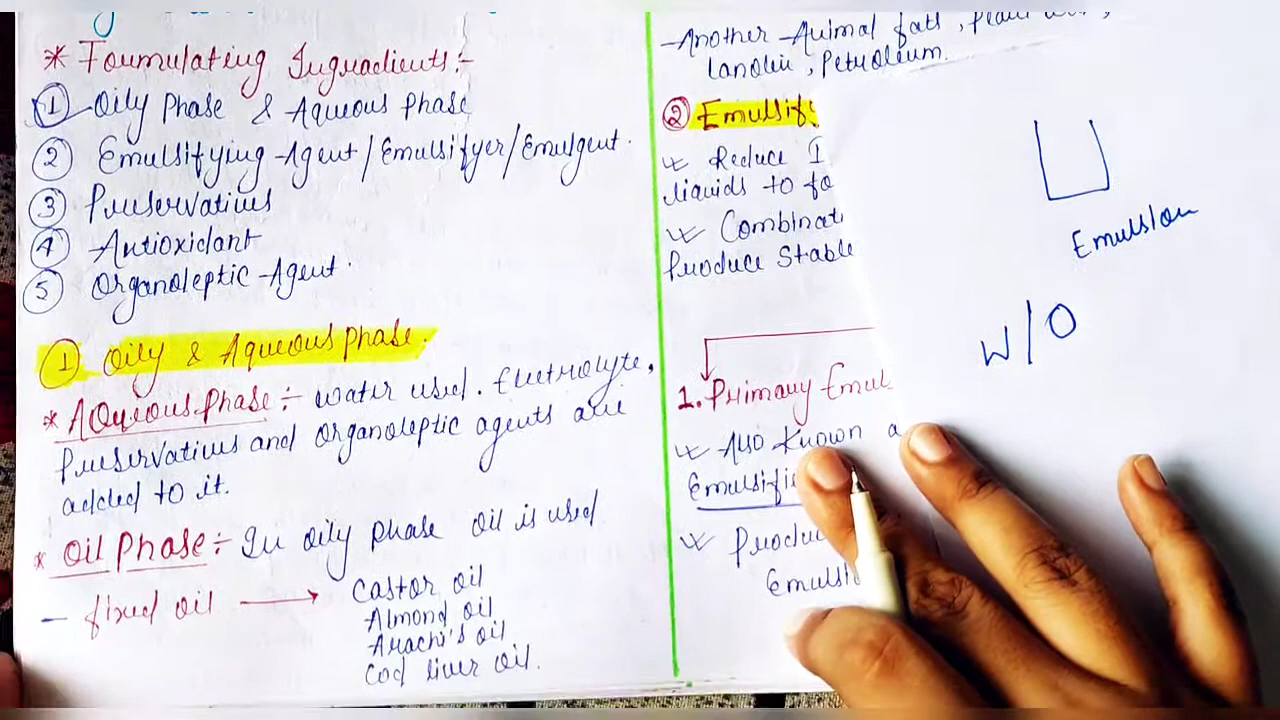 * Formulating Ingradients :-
① Oily Phase & Aqueous Phase
② Emulsifying Agent / Emulsifyer / Emulgent.
③ Preservatives
④ Antioxidant
⑤ Organoleptic Agent.
① Oily & Aqueous phase.
* Aqueous Phase :- water used. Electrolyte,
Preservatives and organoleptic agents are
added to it.
* Oil Phase :- In oily phase oil is used
- fixed oil → Castor oil
Almond oil
Arachi's oil
Cod liver oil.
- Another - Animal fats,
Lanolin, Petroleum.
② Emulsif
Reduce I
liquids to fo
Combinati
Produce Stable
1. Primary Emul
Also known a
Emulsifi
Produc
Emulsi
Emulsion
W/O